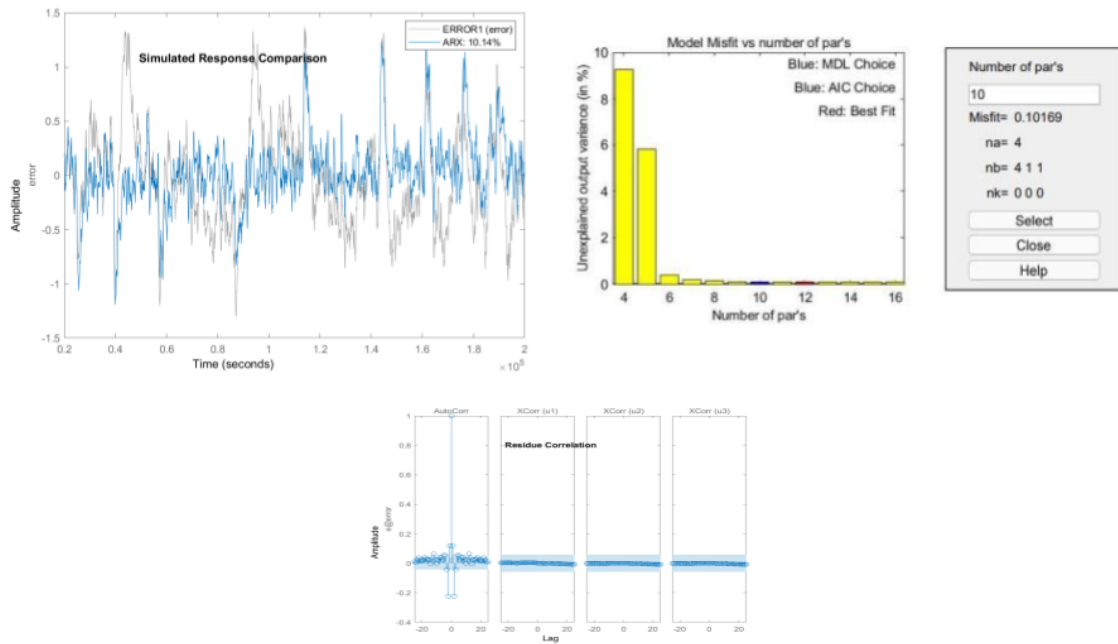 ERROR1 (error)
ARX: 10.14%
Simulated Response Comparison
1.5
1
0.5
0
-0.5
-1
-1.5
Amplitude
error
0.2 0.4 0.6 0.8 1 1.2 1.4 1.6 1.8 2
Time (seconds)
×10^5
Model Misfit vs number of par's
Blue: MDL Choice
Blue: AIC Choice
Red: Best Fit
10
8
6
4
2
0
Unexplained output variance (in %)
4 6 8 10 12 14 16
Number of par's
Number of par's
10
Misfit= 0.10169
na= 4
nb= 4 1 1
nk= 0 0 0
Select
Close
Help
AutoCorr XCorr (u1) XCorr (u2) XCorr (u3)
Residue Correlation
1
0.8
0.6
0.4
0.2
0
-0.2
-0.4
Amplitude
e@error
-20 0 20 -20 0 20 -20 0 20 -20 0 20
Lag